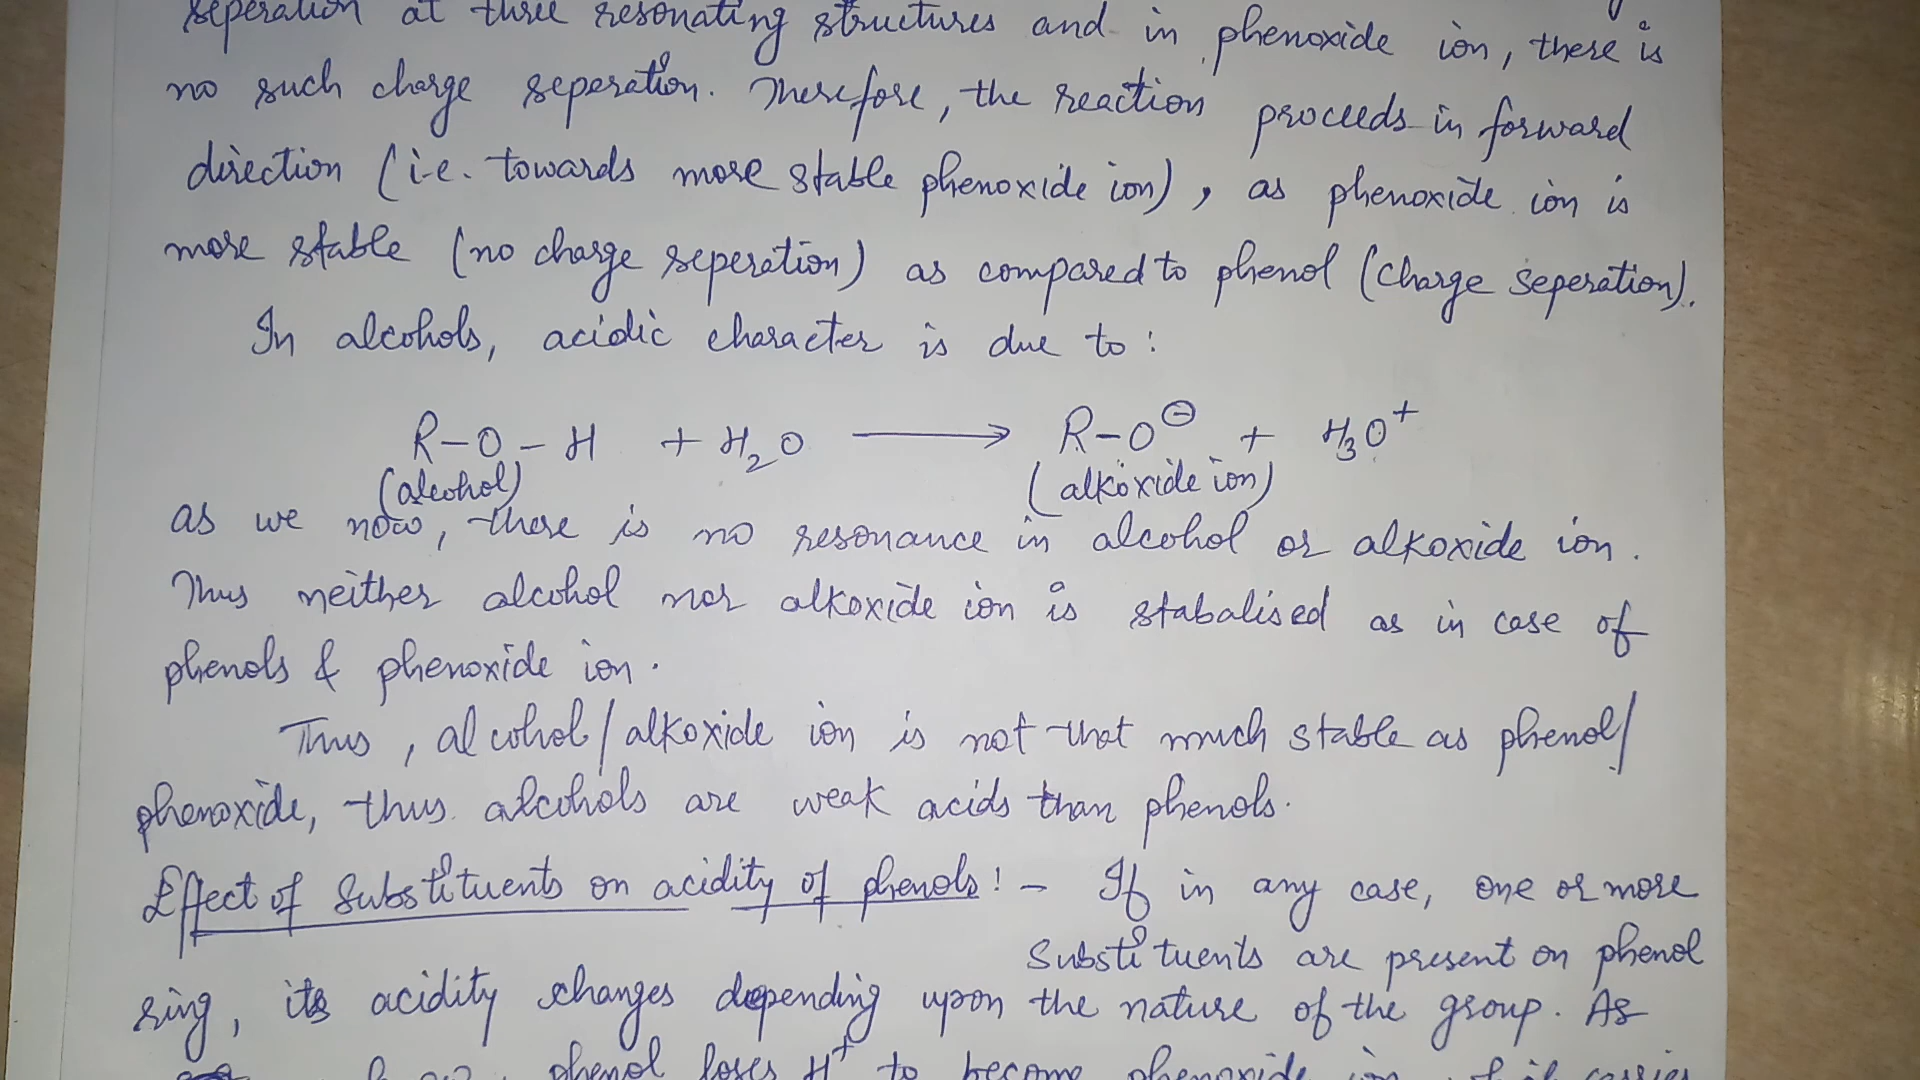 seperation at three resonating structures and in phenoxide ion, there is
no such charge seperation. Therefore, the reaction proceeds in forward
direction (i.e. towards more stable phenoxide ion), as phenoxide ion is
more stable (no charge seperation) as compared to phenol (charge seperation).
In alcohols, acidic character is due to :
R-O-H + H₂O ⟶ R-O⊖ + H₃O⁺
(alcohol) (alkoxide ion)
as we now, there is no resonance in alcohol or alkoxide ion.
Thus neither alcohol nor alkoxide ion is stabalised as in case of
phenols & phenoxide ion.
Thus, alcohol/alkoxide ion is not that much stable as phenol/
phenoxide, thus alcohols are weak acids than phenols.
Effect of Substituents on acidity of phenols :- If in any case, one or more
Substituents are present on phenol
ring, its acidity changes depending upon the nature of the group. As
phenol loses H⁺ to become phenoxide ion